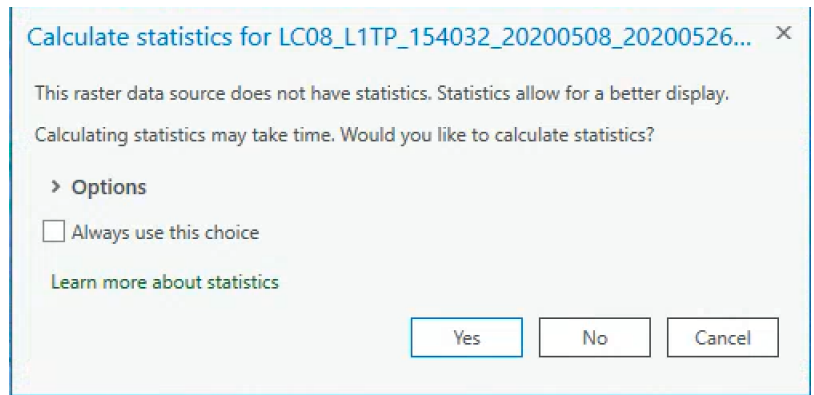 Calculate statistics for LC08_L1TP_154032_20200508_20200526...
This raster data source does not have statistics. Statistics allow for a better display.
Calculating statistics may take time. Would you like to calculate statistics?
Options
Always use this choice
Learn more about statistics
Yes No Cancel